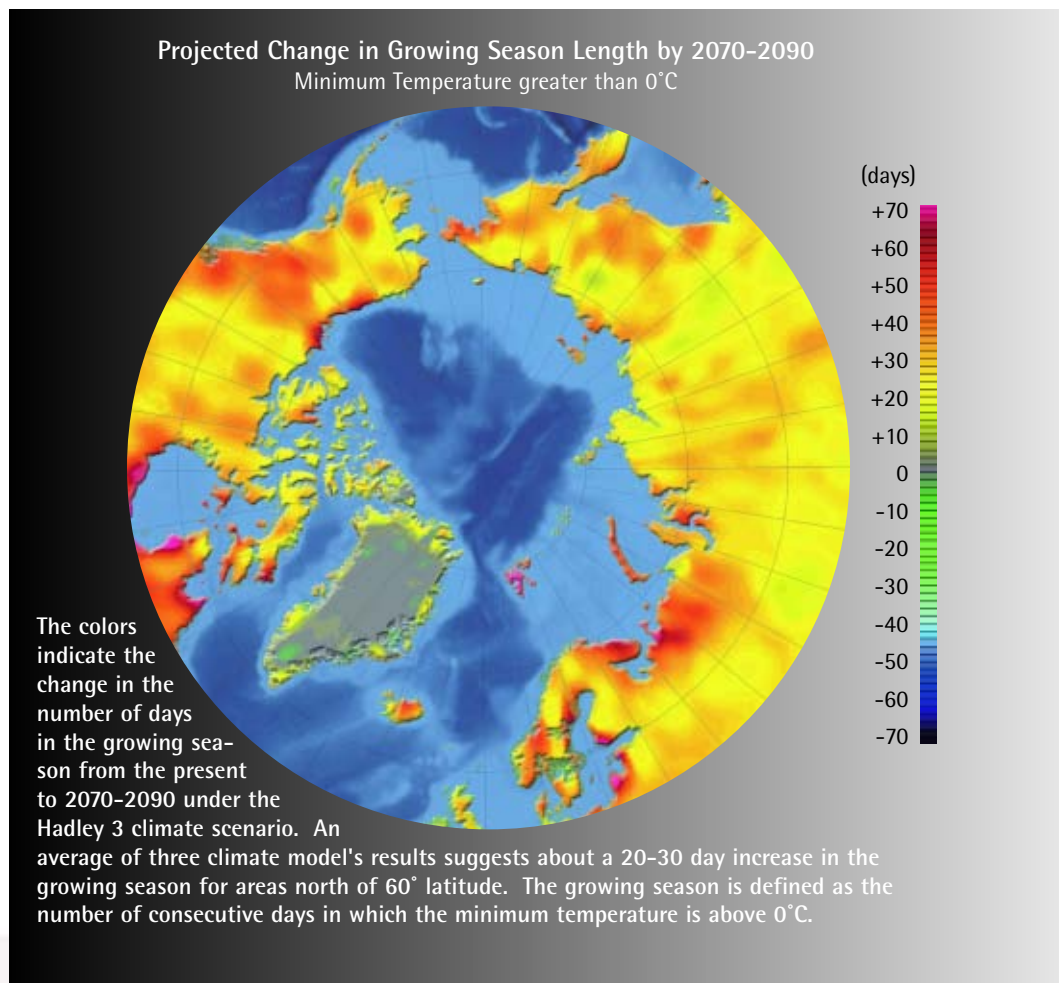 Projected Change in Growing Season Length by 2070-2090
Minimum Temperature greater than 0˚C
(days)
+70
+60
+50
+40
+30
+20
+10
0
-10
-20
-30
-40
-50
-60
-70
The colors
indicate the
change in the
number of days
in the growing sea-
son from the present
to 2070-2090 under the
Hadley 3 climate scenario. An
average of three climate model's results suggests about a 20-30 day increase in the
growing season for areas north of 60˚ latitude. The growing season is defined as the
number of consecutive days in which the minimum temperature is above 0˚C.